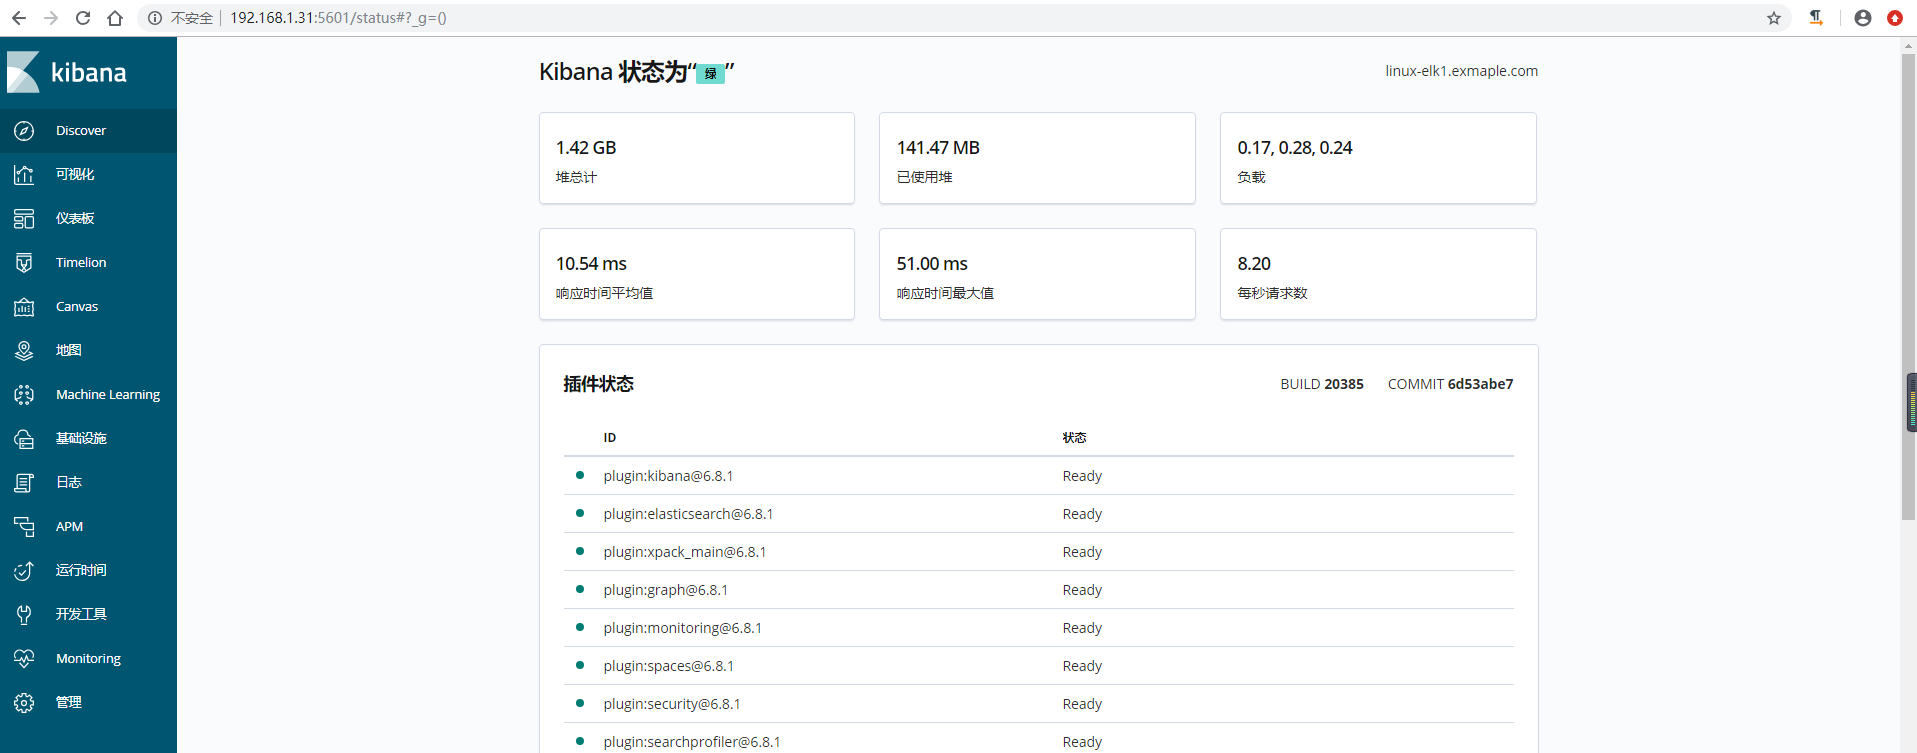 不安全 192.168.1.31:5601/status#?_g=()
kibana
Discover
可视化
仪表板
Timelion
Canvas
地图
Machine Learning
基础设施
日志
APM
运行时间
开发工具
Monitoring
管理
Kibana 状态为“绿”
linux-elk1.exmaple.com
1.42 GB
堆总计
141.47 MB
已使用堆
0.17, 0.28, 0.24
负载
10.54 ms
响应时间平均值
51.00 ms
响应时间最大值
8.20
每秒请求数
插件状态
BUILD 20385 COMMIT 6d53abe7
ID 状态
plugin:kibana@6.8.1 Ready
plugin:elasticsearch@6.8.1 Ready
plugin:xpack_main@6.8.1 Ready
plugin:graph@6.8.1 Ready
plugin:monitoring@6.8.1 Ready
plugin:spaces@6.8.1 Ready
plugin:security@6.8.1 Ready
plugin:searchprofiler@6.8.1 Ready